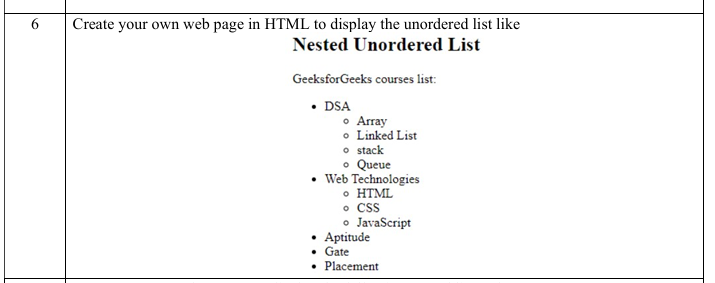 6 Create your own web page in HTML to display the unordered list like
Nested Unordered List
GeeksforGeeks courses list:
• DSA
o Array
o Linked List
o stack
o Queue
• Web Technologies
o HTML
o CSS
o JavaScript
• Aptitude
• Gate
• Placement